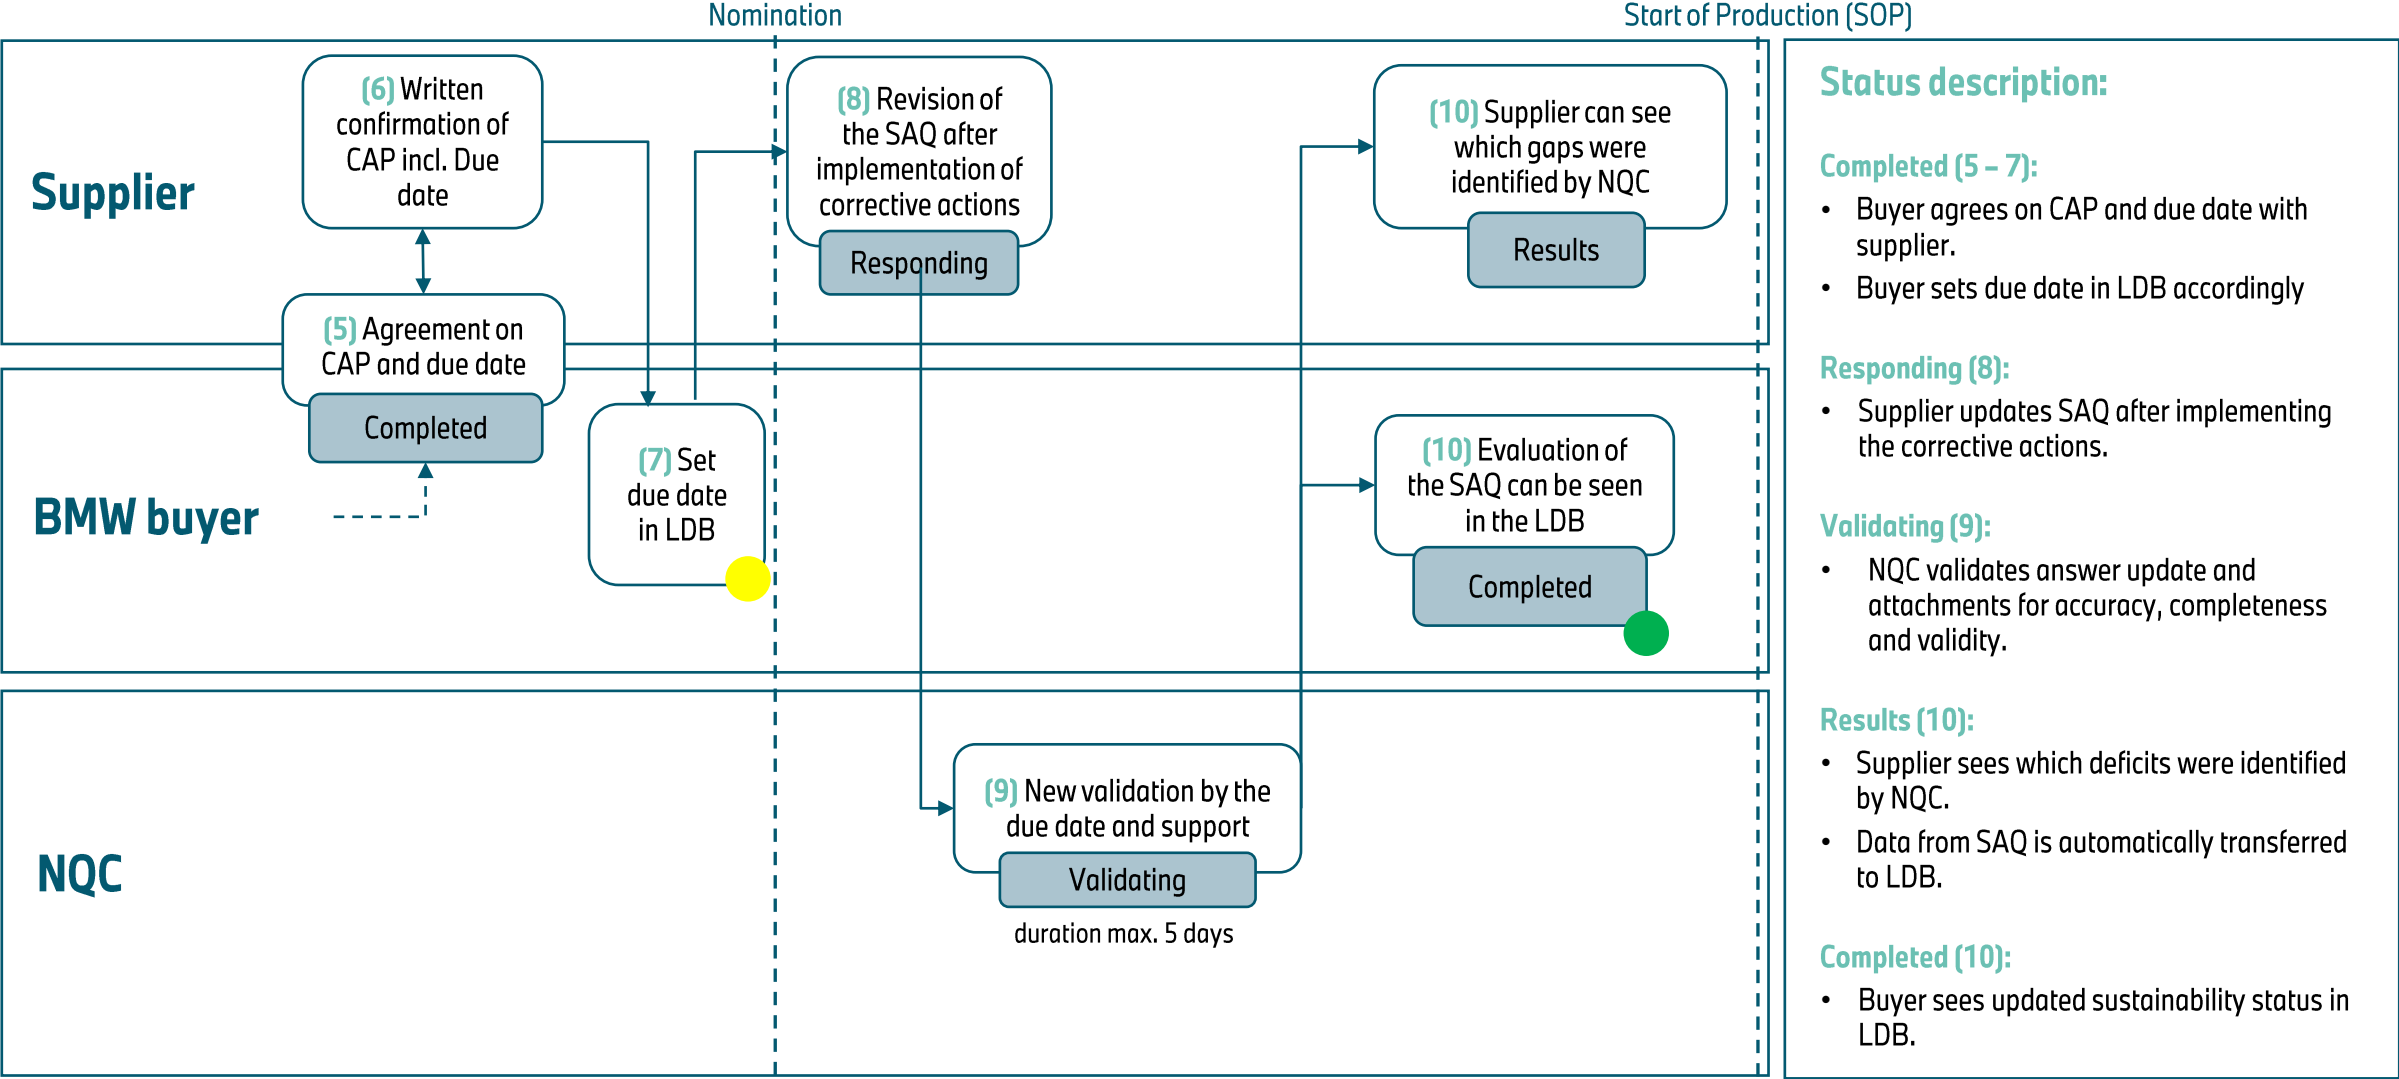 Nomination
Start of Production (SOP)
Supplier
(6) Written
confirmation of
CAP incl. Due
date
(5) Agreement on
CAP and due date
Completed
(8) Revision of
the SAQ after
implementation of
corrective actions
Responding
(10) Supplier can see
which gaps were
identified by NQC
Results
BMW buyer
(7) Set
due date
in LDB
(10) Evaluation of
the SAQ can be seen
in the LDB
Completed
NQC
(9) New validation by the
due date and support
Validating
duration max. 5 days
Status description:
Completed (5 – 7):
• Buyer agrees on CAP and due date with
supplier.
• Buyer sets due date in LDB accordingly
Responding (8):
• Supplier updates SAQ after implementing
the corrective actions.
Validating (9):
• NQC validates answer update and
attachments for accuracy, completeness
and validity.
Results (10):
• Supplier sees which deficits were identified
by NQC.
• Data from SAQ is automatically transferred
to LDB.
Completed (10):
• Buyer sees updated sustainability status in
LDB.